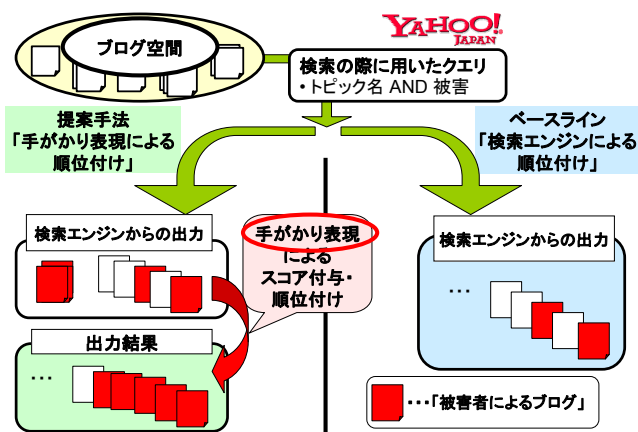 ブログ空間
YAHOO!
JAPAN
検索の際に用いたクエリ
・トピック名 AND 被害
提案手法
「手がかり表現による
順位付け」
ベースライン
「検索エンジンによる
順位付け」
検索エンジンからの出力
手がかり表現
による
スコア付与・
順位付け
検索エンジンからの出力
...
出力結果
...
・・・「被害者によるブログ」